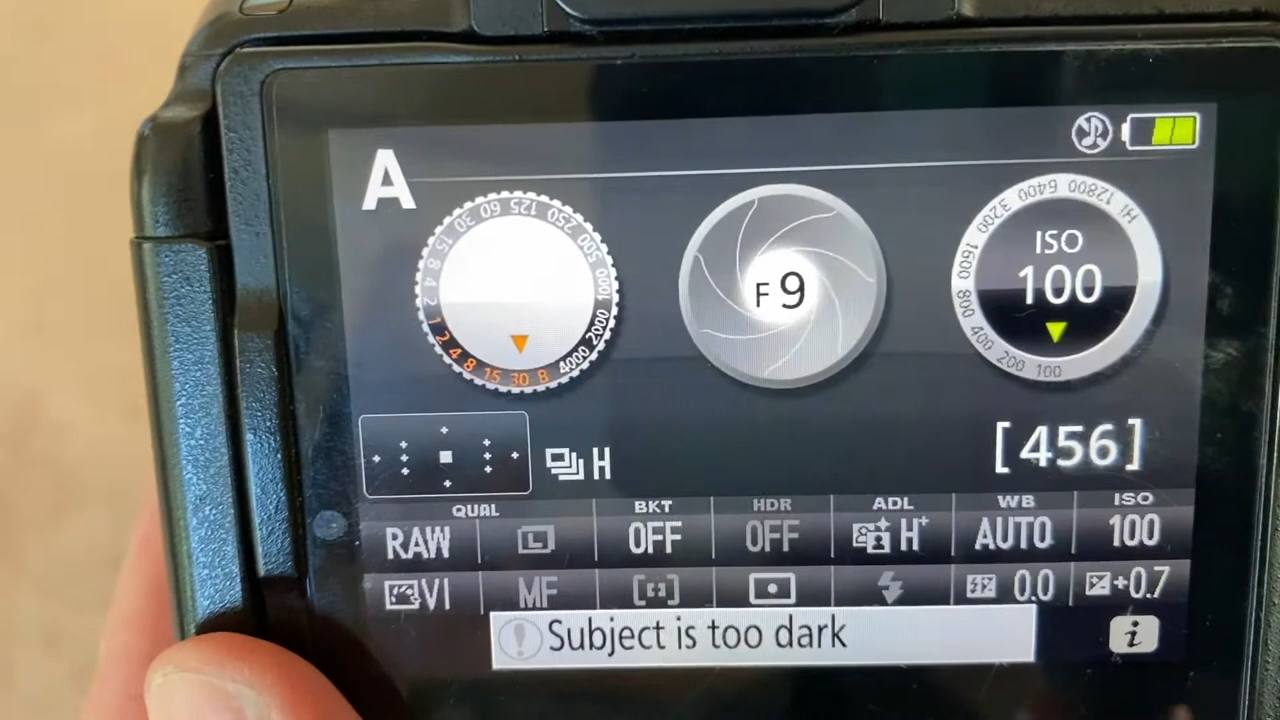 A
1 2 4 8 15 30 60 125 250 500 1000 2000 4000 B 30 15 8 4 2
F9
100 200 400 800 1600 3200 6400 12800 Hi
ISO
100
H
[456]
QUAL BKT HDR ADL WB ISO
RAW L OFF OFF H+ AUTO 100
VI MF 0.0 +0.7
! Subject is too dark
i